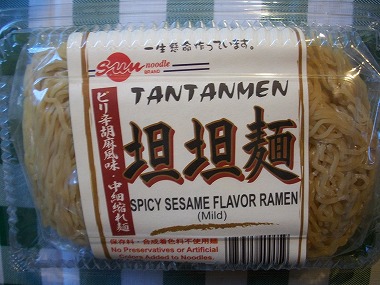 一生懸命作っています。
Sun noodle
BRAND
TANTANMEN
ピリ辛胡麻風味・中細縮れ麺
坦坦麺
SPICY SESAME FLAVOR RAMEN
(Mild)
保存料・合成着色料不使用麺
No Preservatives or Artificial
Colors Added to Noodles.